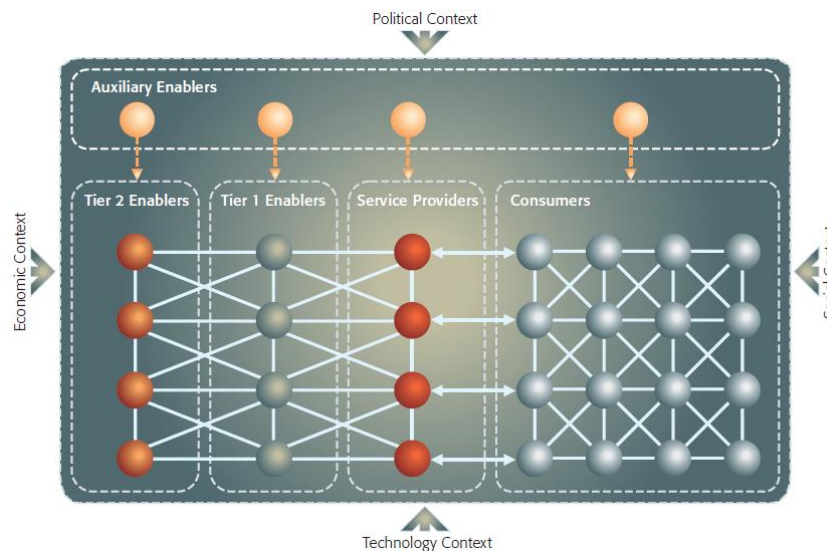 Political Context
Auxiliary Enablers
Tier 2 Enablers
Tier 1 Enablers
Service Providers
Consumers
Economic Context
Technology Context